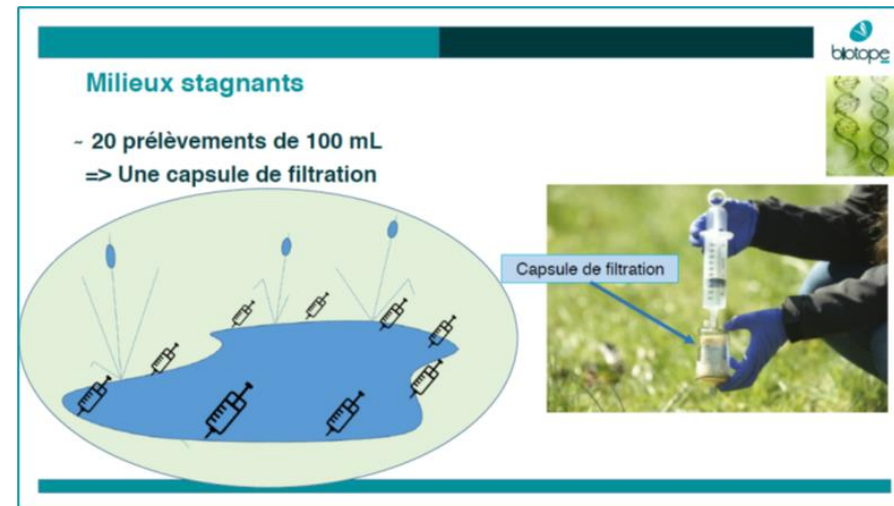 biotope
Milieux stagnants
~ 20 prélèvements de 100 mL
=> Une capsule de filtration
Capsule de filtration